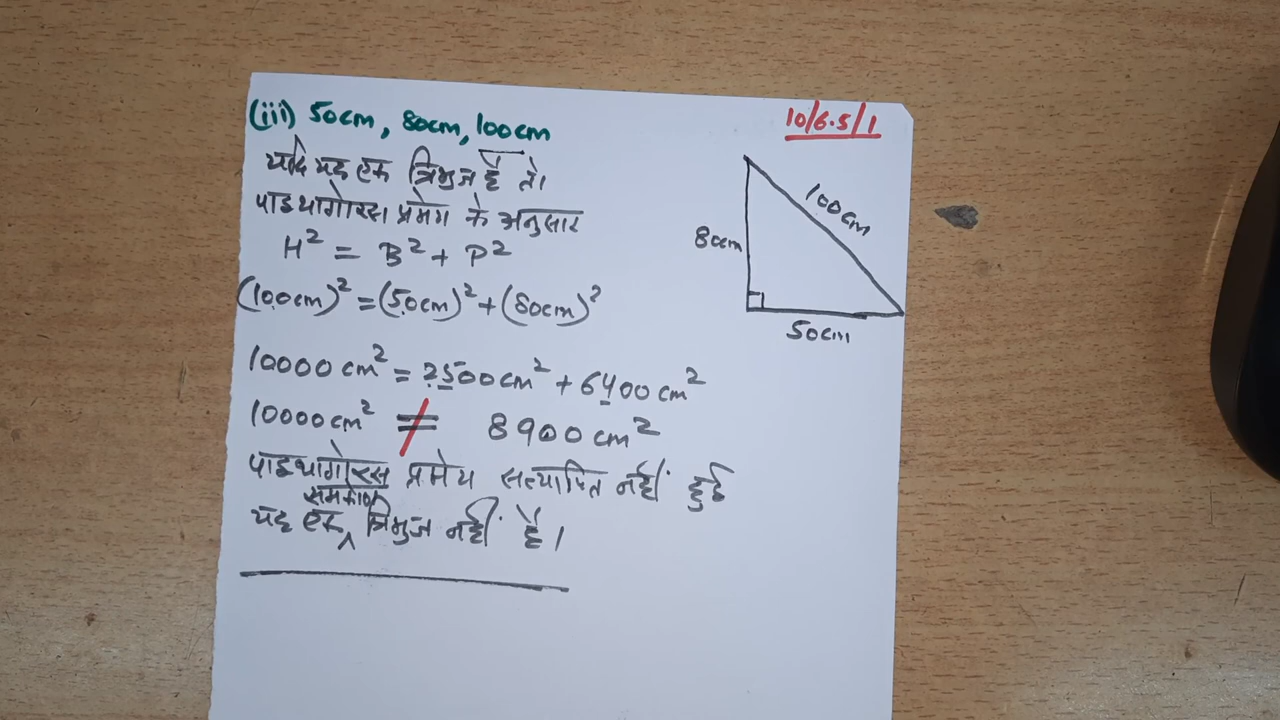 (iii) 50cm, 80cm, 100cm
10/6.5/1
यदि यह एक त्रिभुज है तो।
पाइथागोरस प्रमेय के अनुसार
H² = B² + P²
(100cm)² = (50cm)² + (80cm)²
10000 cm² = 2500cm² + 6400 cm²
10000 cm² ≠ 8900 cm²
पाइथागोरस प्रमेय सत्यापित नहीं हुई
समकोण
यह एक ^ त्रिभुज नहीं है।
80cm
100cm
50cm